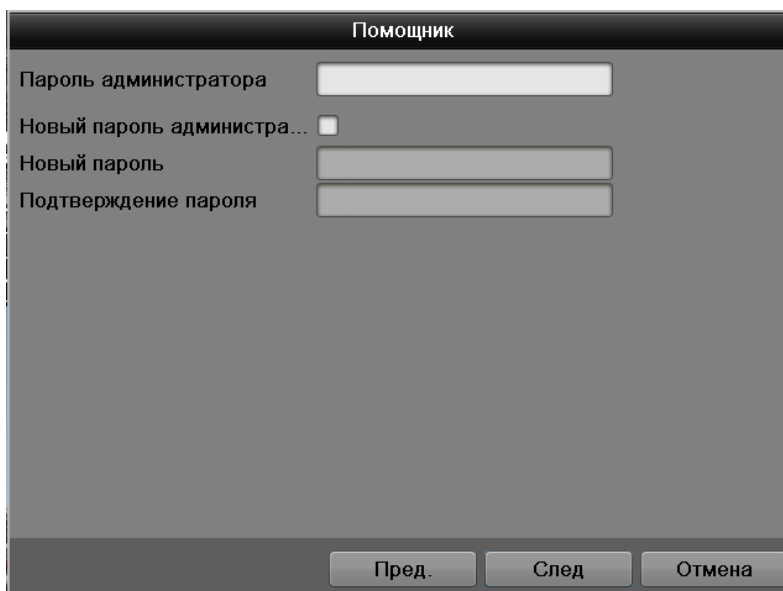 Помощник
Пароль администратора
Новый пароль администра...
Новый пароль
Подтверждение пароля
Пред. След Отмена